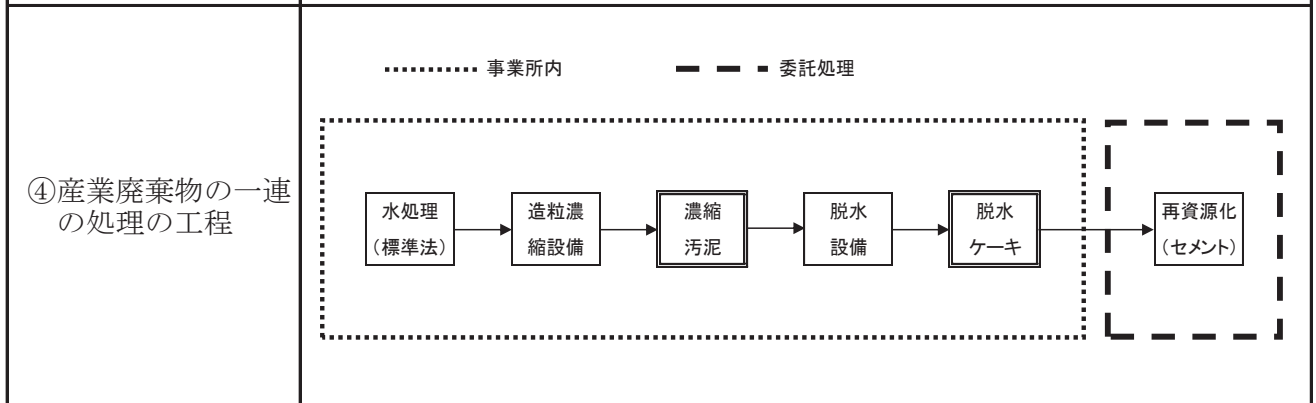 事業所内
委託処理
④産業廃棄物の一連
の処理の工程
水処理
(標準法)
造粒濃
縮設備
濃縮
汚泥
脱水
設備
脱水
ケーキ
再資源化
(セメント)